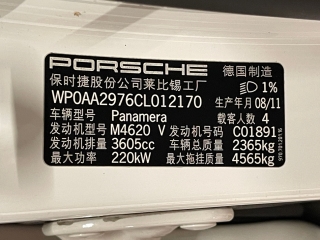 PORSCHE 德国制造
保时捷股份公司莱比锡工厂 1%
WP0AA2976CL012170 生产年月 08/11
车辆型号 Panamera 载客人数 4
发动机型号 M4620 V 发动机号码 C01891
发动机排量 3605cc 车辆总质量 2365kg
最大功率 220kW 最大拖挂质量 4565kg